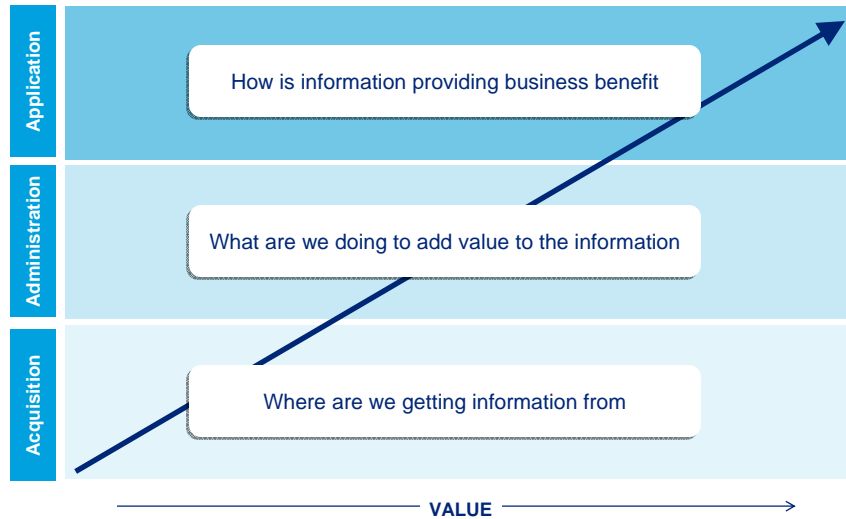 Application
How is information providing business benefit
Administration
What are we doing to add value to the information
Acquisition
Where are we getting information from
VALUE